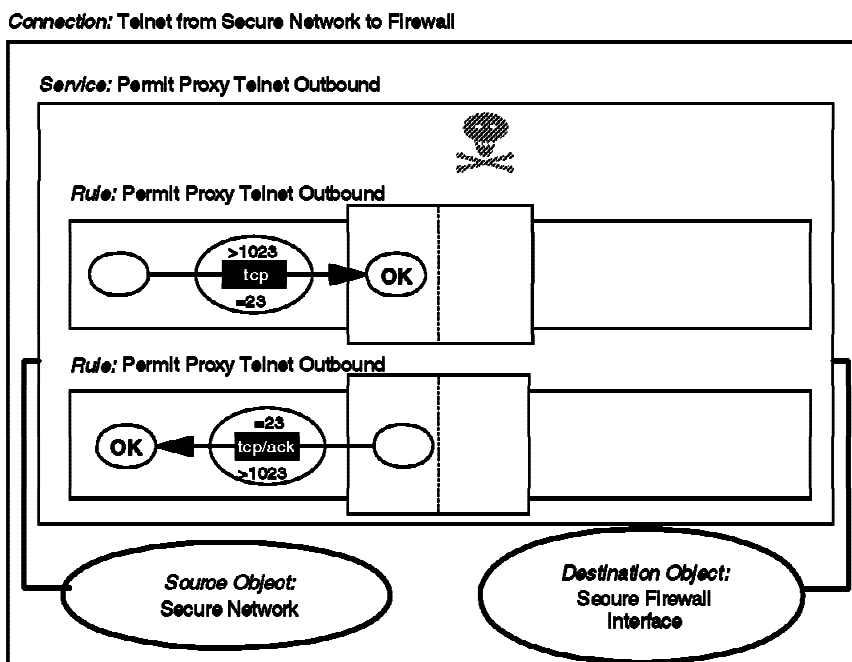 Connection: Telnet from Secure Network to Firewall
Service: Permit Proxy Telnet Outbound
Rule: Permit Proxy Telnet Outbound
>1023
tcp
=23
OK
Rule: Permit Proxy Telnet Outbound
=23
OK
tcp/ack
>1023
Source Object:
Secure Network
Destination Object:
Secure Firewall
Interface